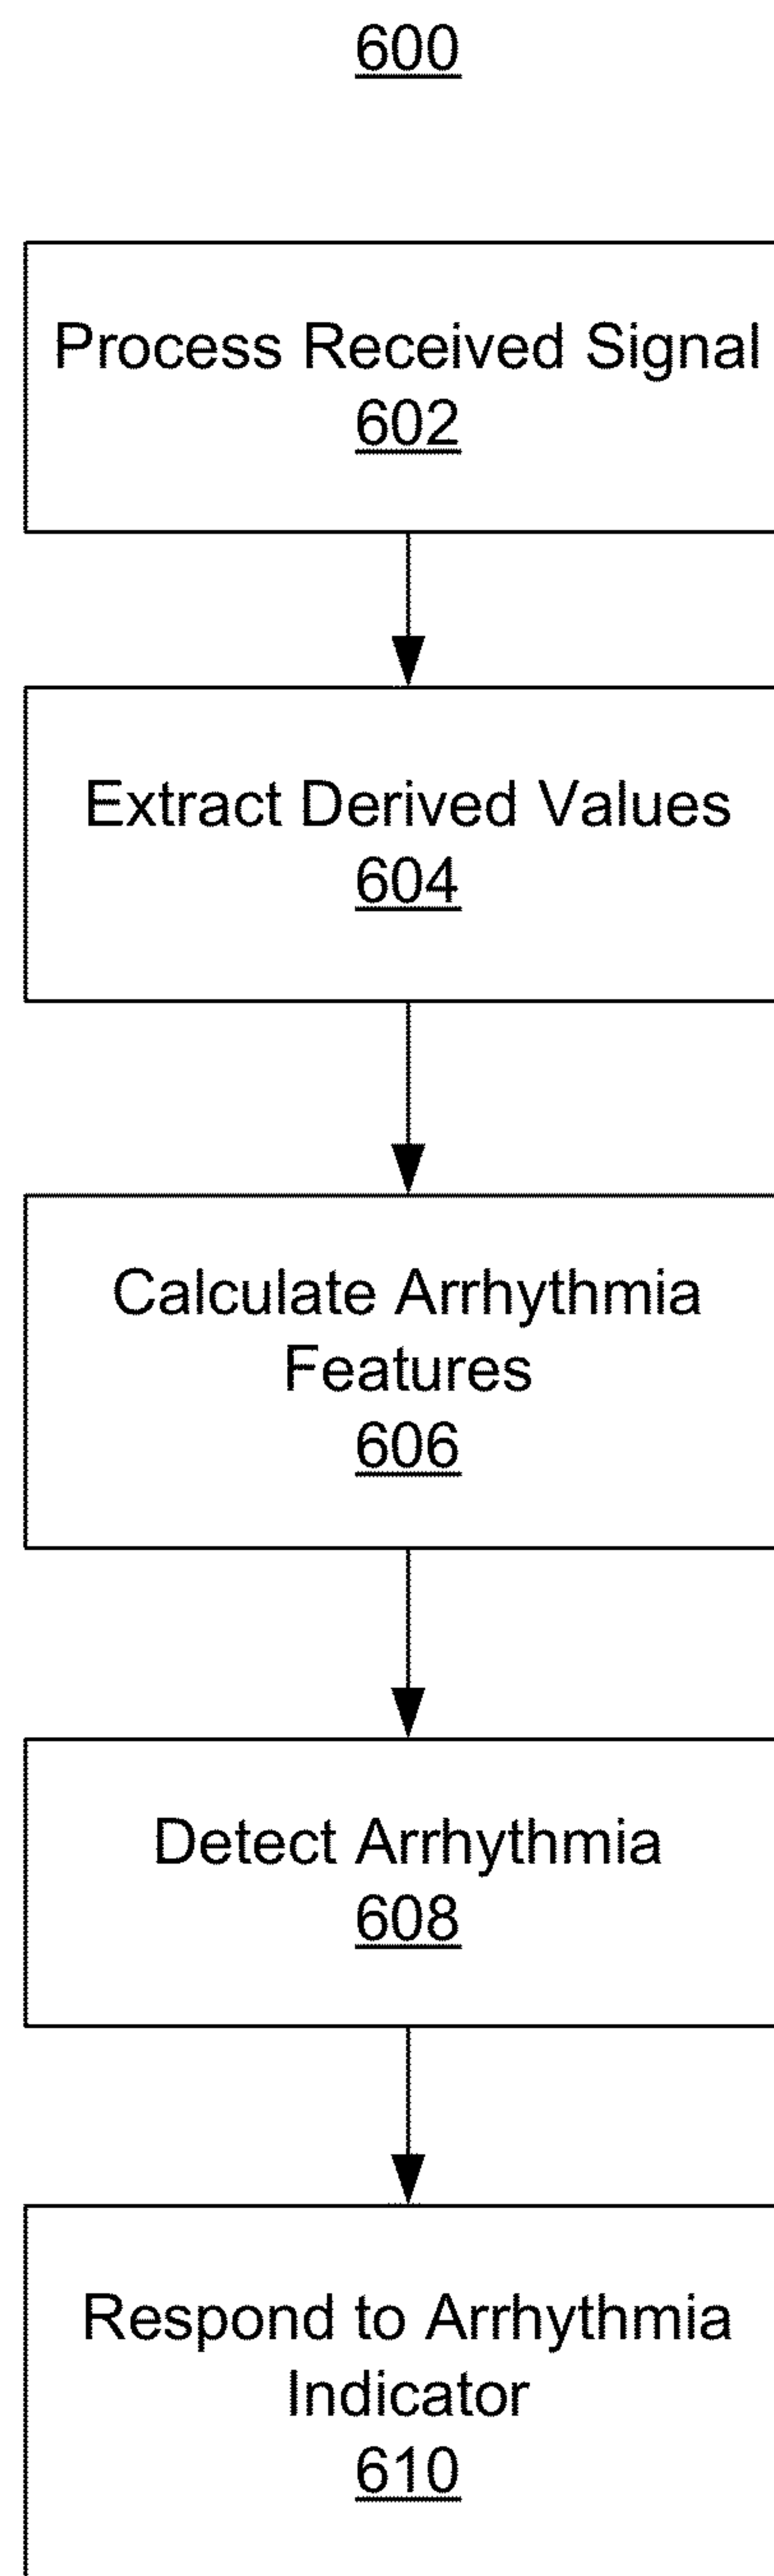 600
Process Received Signal
602
Extract Derived Values
604
Calculate Arrhythmia
Features
606
Detect Arrhythmia
608
Respond to Arrhythmia
Indicator
610